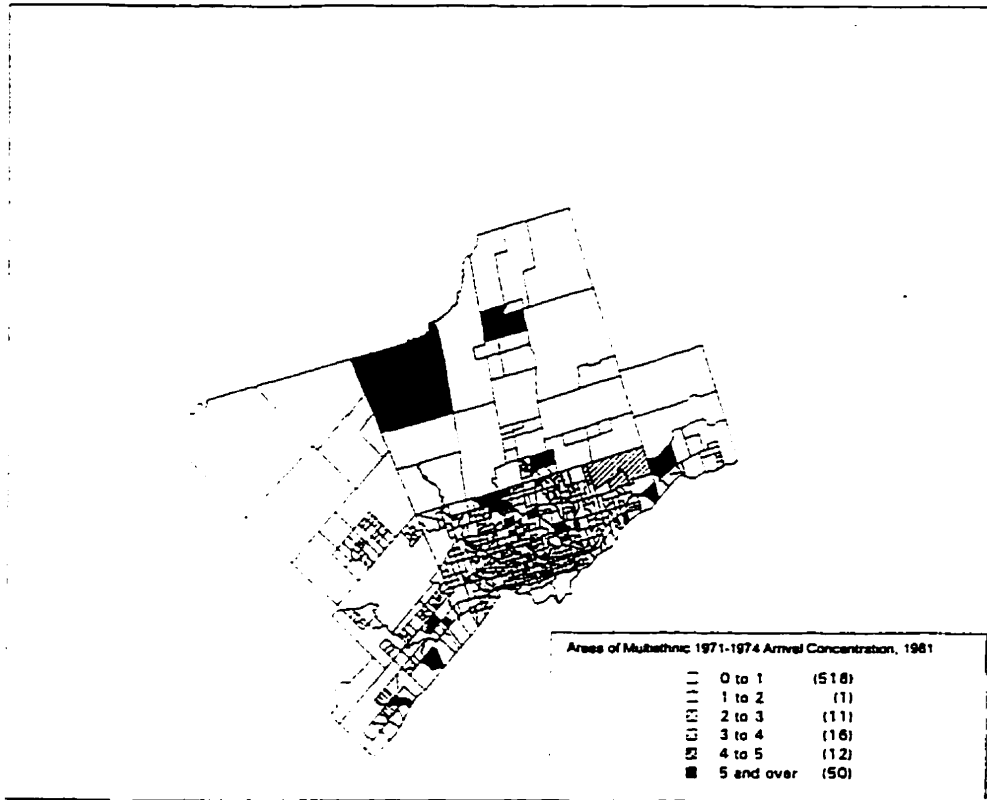 Areas of Multiethnic 1971-1974 Arrival Concentration, 1981
0 to 1 (518)
1 to 2 (1)
2 to 3 (11)
3 to 4 (16)
4 to 5 (12)
5 and over (50)